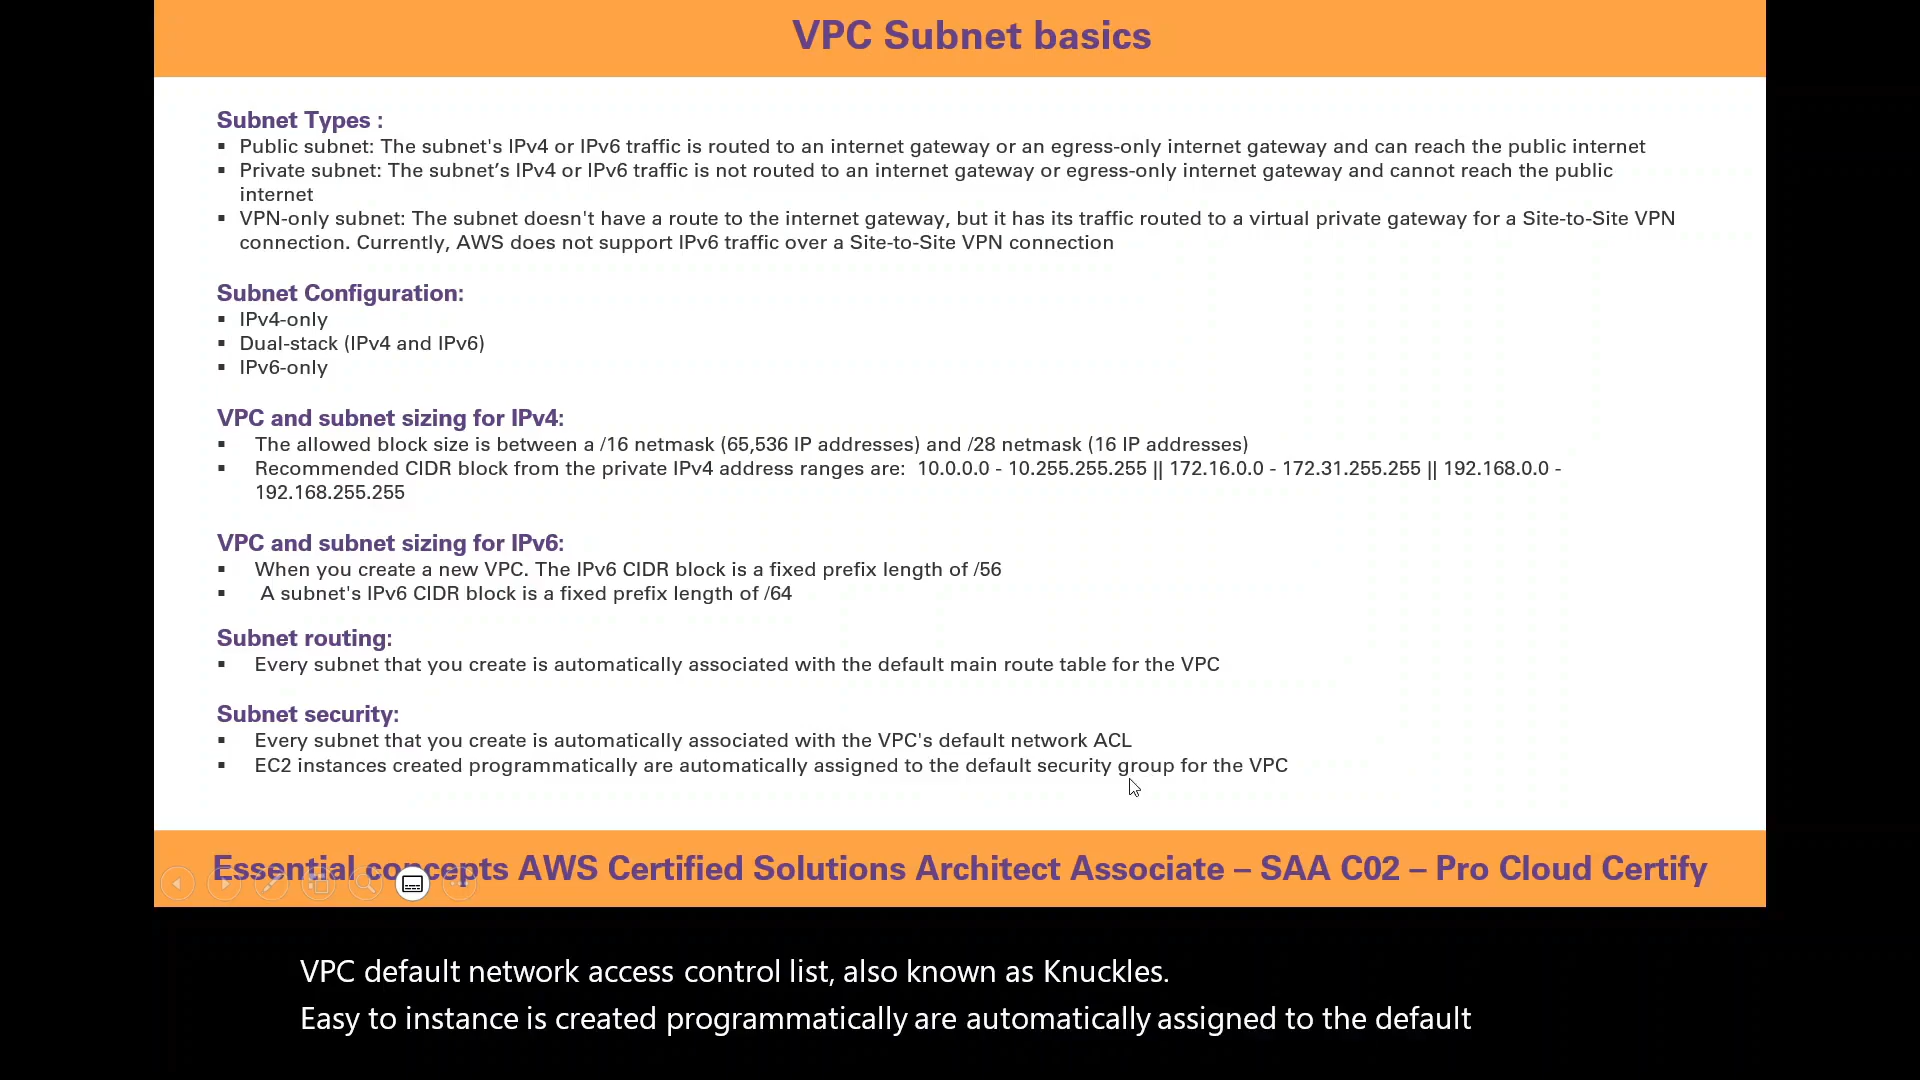 VPC Subnet basics
Subnet Types :
▪ Public subnet: The subnet's IPv4 or IPv6 traffic is routed to an internet gateway or an egress-only internet gateway and can reach the public internet
▪ Private subnet: The subnet’s IPv4 or IPv6 traffic is not routed to an internet gateway or egress-only internet gateway and cannot reach the public
internet
▪ VPN-only subnet: The subnet doesn't have a route to the internet gateway, but it has its traffic routed to a virtual private gateway for a Site-to-Site VPN
connection. Currently, AWS does not support IPv6 traffic over a Site-to-Site VPN connection
Subnet Configuration:
▪ IPv4-only
▪ Dual-stack (IPv4 and IPv6)
▪ IPv6-only
VPC and subnet sizing for IPv4:
▪ The allowed block size is between a /16 netmask (65,536 IP addresses) and /28 netmask (16 IP addresses)
▪ Recommended CIDR block from the private IPv4 address ranges are:  10.0.0.0 - 10.255.255.255 || 172.16.0.0 - 172.31.255.255 || 192.168.0.0 -
192.168.255.255
VPC and subnet sizing for IPv6:
▪ When you create a new VPC. The IPv6 CIDR block is a fixed prefix length of /56
▪ A subnet's IPv6 CIDR block is a fixed prefix length of /64
Subnet routing:
▪ Every subnet that you create is automatically associated with the default main route table for the VPC
Subnet security:
▪ Every subnet that you create is automatically associated with the VPC's default network ACL
▪ EC2 instances created programmatically are automatically assigned to the default security group for the VPC
Essential concepts AWS Certified Solutions Architect Associate – SAA C02 – Pro Cloud Certify
VPC default network access control list, also known as Knuckles.
Easy to instance is created programmatically are automatically assigned to the default